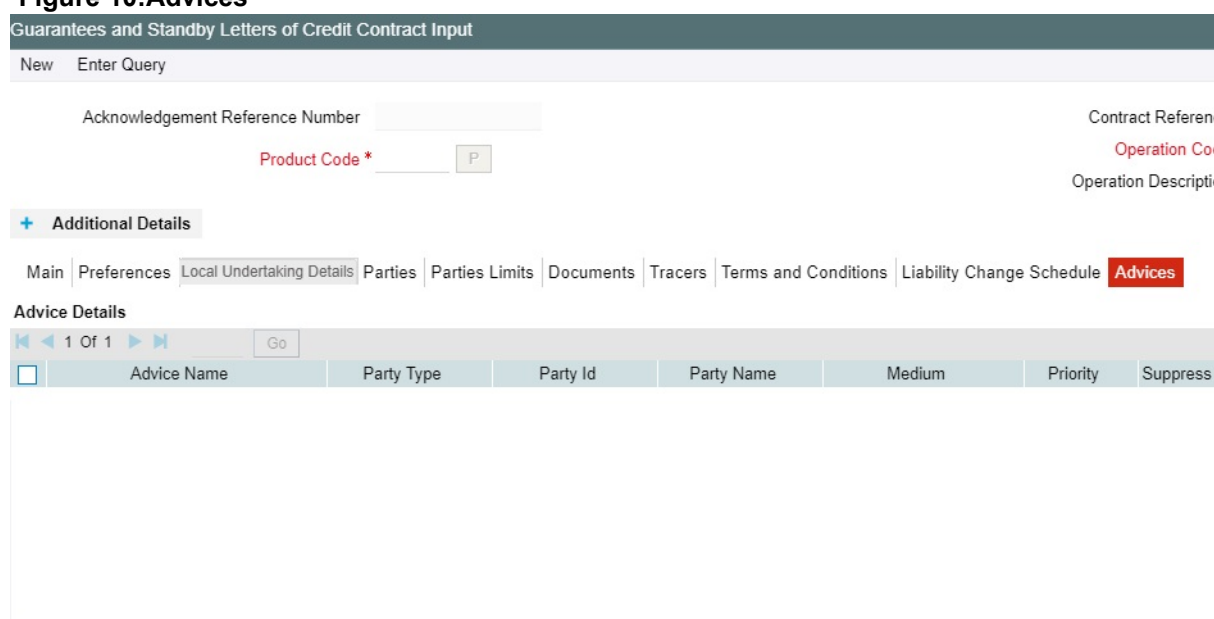 Figure 10:Advices
Guarantees and Standby Letters of Credit Contract Input
New Enter Query
Acknowledgement Reference Number
Contract Referen
Product Code * P
Operation Co
Operation Descripti
+ Additional Details
Main Preferences Local Undertaking Details Parties Parties Limits Documents Tracers Terms and Conditions Liability Change Schedule Advices
Advice Details
1 Of 1 Go
Advice Name Party Type Party Id Party Name Medium Priority Suppress